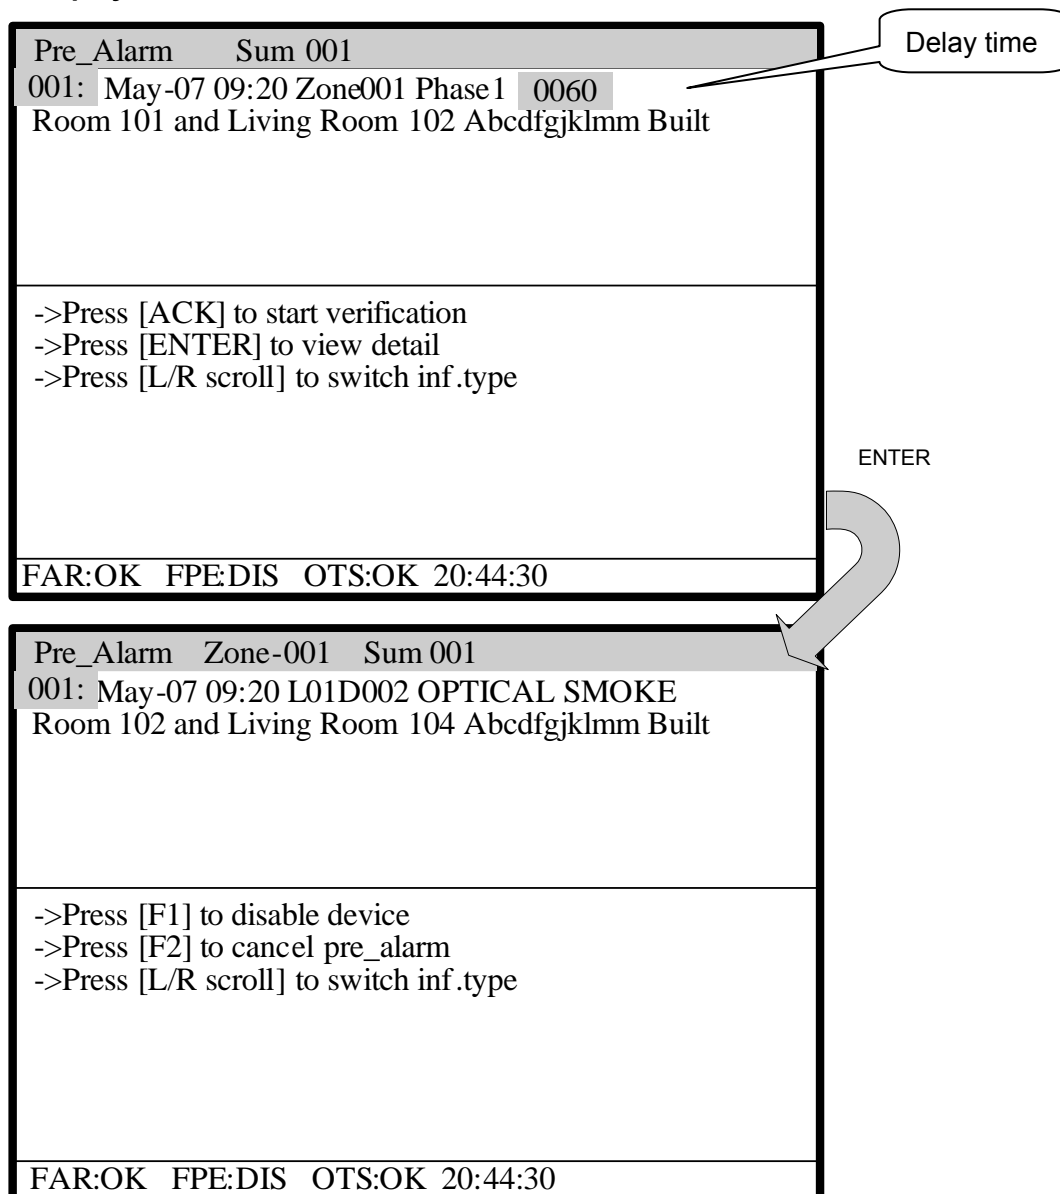 Pre_Alarm Sum 001
Delay time
001: May-07 09:20 Zone001 Phase1 0060
Room 101 and Living Room 102 Abcdfgjklmm Built
->Press [ACK] to start verification
->Press [ENTER] to view detail
->Press [L/R scroll] to switch inf.type
ENTER
FAR:OK FPE:DIS OTS:OK 20:44:30
Pre_Alarm Zone-001 Sum 001
001: May-07 09:20 L01D002 OPTICAL SMOKE
Room 102 and Living Room 104 Abcdfgjklmm Built
->Press [F1] to disable device
->Press [F2] to cancel pre_alarm
->Press [L/R scroll] to switch inf.type
FAR:OK FPE:DIS OTS:OK 20:44:30